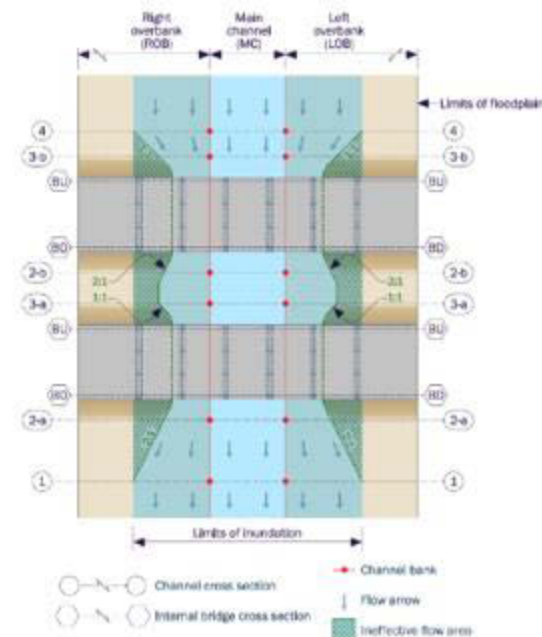 Right overbank (ROB)
Main channel (MC)
Left overbank (LOB)
Limits of floodplain
4 4
3-b 3-b
BU BU
BD BD
2-b 2-b
2:1 2:1
3-a 3-a
1:1 1:1
BU BU
BD BD
2-a 2-a
2:1
1 1
Limits of inundation
Channel cross section
Internal bridge cross section
Channel bank
Flow arrow
Ineffective flow area